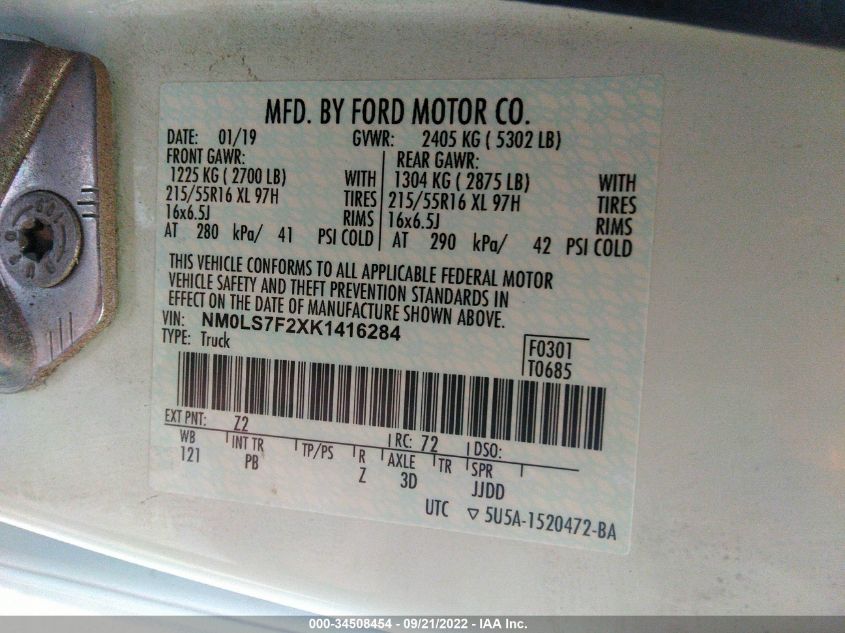 MFD. BY FORD MOTOR CO.
DATE: 01/19 GVWR: 2405 KG ( 5302 LB)
FRONT GAWR: REAR GAWR:
1225 KG ( 2700 LB) WITH 1304 KG ( 2875 LB) WITH
215/55R16 XL 97H TIRES 215/55R16 XL 97H TIRES
16x6.5J RIMS 16x6.5J RIMS
AT 280 kPa/ 41 PSI COLD AT 290 kPa/ 42 PSI COLD
THIS VEHICLE CONFORMS TO ALL APPLICABLE FEDERAL MOTOR
VEHICLE SAFETY AND THEFT PREVENTION STANDARDS IN
EFFECT ON THE DATE OF MANUFACTURE SHOWN ABOVE.
VIN: NM0LS7F2XK1416284
TYPE: Truck
F0301
T0685
EXT PNT: Z2 RC: 72 DSO:
WB INT TR TP/PS R AXLE TR SPR
121 PB Z 3D JJDD
UTC ▽ 5U5A-1520472-BA
000-34508454 - 09/21/2022 - IAA Inc.